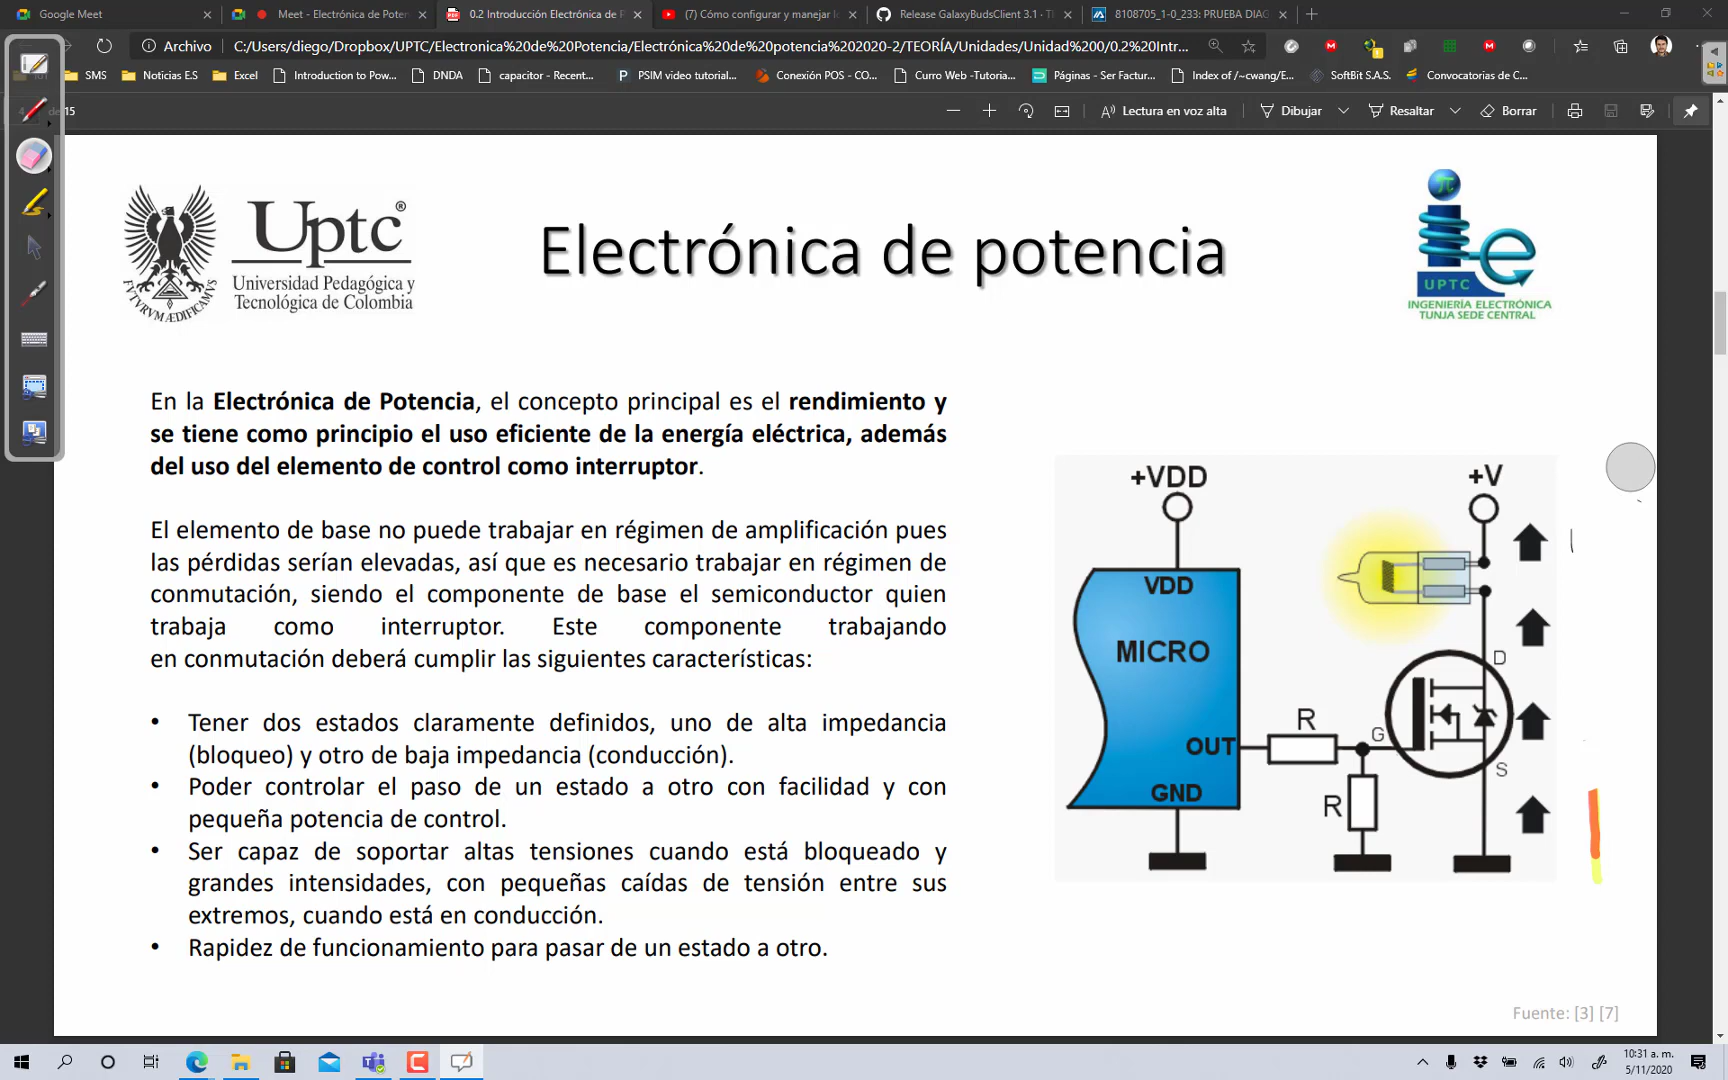 Google Meet
Meet - Electrónica de Poten
0.2 Introducción Electrónica de P
(7) Cómo configurar y manejar l
Release GalaxyBudsClient 3.1 · T
8108705_1-0_233: PRUEBA DIAG
Archivo
C:/Users/diego/Dropbox/UPTC/Electronica%20de%20Potencia/Electrónica%20de%20potencia%202020-2/TEORÍA/Unidades/Unidad%200/0.2%20Intr...
SMS
Noticias E.S
Excel
Introduction to Pow...
DNDA
capacitor - Recent...
PSIM video tutorial...
Conexión POS - CO...
Curro Web -Tutoria...
Páginas - Ser Factur...
Index of /~cwang/E...
SoftBit S.A.S.
Convocatorias de C...
4 de 15
Lectura en voz alta
Dibujar
Resaltar
Borrar
Uptc®
Universidad Pedagógica y
Tecnológica de Colombia
FVTVRVM ÆDIFICAMVS
Electrónica de potencia
π
UPTC
INGENIERÍA ELECTRÓNICA
TUNJA SEDE CENTRAL
En la Electrónica de Potencia, el concepto principal es el rendimiento y
se tiene como principio el uso eficiente de la energía eléctrica, además
del uso del elemento de control como interruptor.
El elemento de base no puede trabajar en régimen de amplificación pues
las pérdidas serían elevadas, así que es necesario trabajar en régimen de
conmutación, siendo el componente de base el semiconductor quien
trabaja como interruptor. Este componente trabajando
en conmutación deberá cumplir las siguientes características:
• Tener dos estados claramente definidos, uno de alta impedancia
(bloqueo) y otro de baja impedancia (conducción).
• Poder controlar el paso de un estado a otro con facilidad y con
pequeña potencia de control.
• Ser capaz de soportar altas tensiones cuando está bloqueado y
grandes intensidades, con pequeñas caídas de tensión entre sus
extremos, cuando está en conducción.
• Rapidez de funcionamiento para pasar de un estado a otro.
+VDD
+V
VDD
MICRO
D
R
G
OUT
S
GND
R
Fuente: [3] [7]
10:31 a. m.
5/11/2020